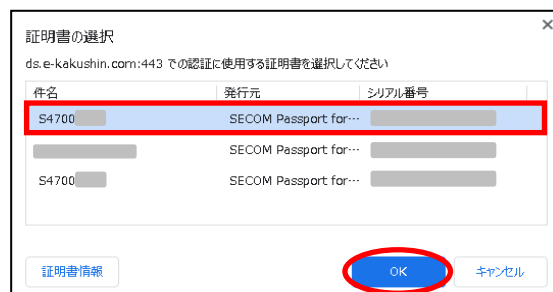 証明書の選択
ds.e-kakushin.com:443 での認証に使用する証明書を選択してください
件名 発行元 シリアル番号
S4700 SECOM Passport for…
SECOM Passport for…
S4700 SECOM Passport for…
証明書情報 OK キャンセル